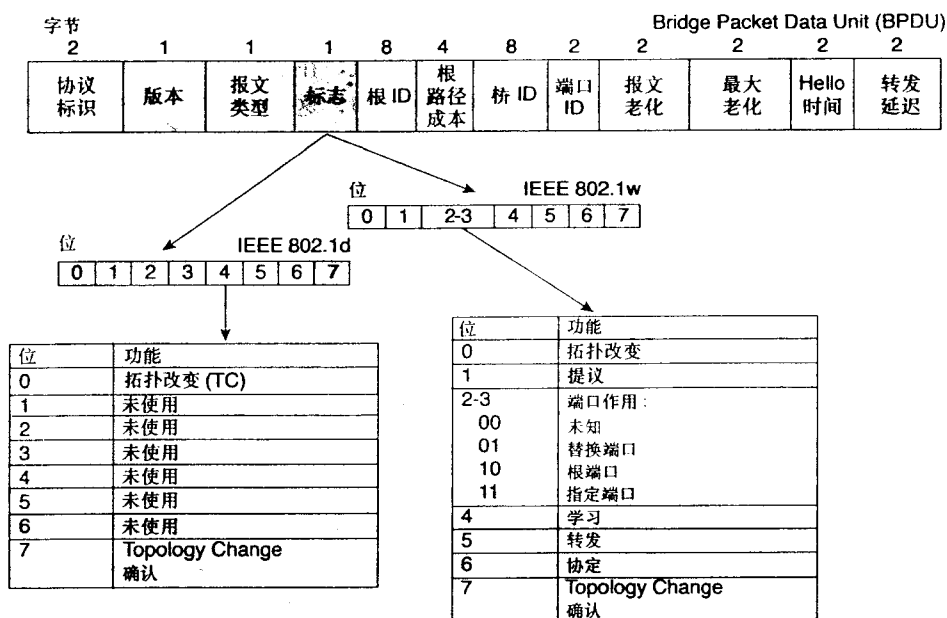 字节
Bridge Packet Data Unit (BPDU)
2 1 1 1 8 4 8 2 2 2 2 2
协议标识 版本 报文类型 标志 根 ID 根路径成本 桥 ID 端口 ID 报文老化 最大老化 Hello 时间 转发延迟
位 IEEE 802.1w
0 1 2-3 4 5 6 7
位 IEEE 802.1d
0 1 2 3 4 5 6 7
位 功能
0 拓扑改变 (TC)
1 未使用
2 未使用
3 未使用
4 未使用
5 未使用
6 未使用
7 Topology Change
确认
位 功能
0 拓扑改变
1 提议
2-3 端口作用:
00 未知
01 替换端口
10 根端口
11 指定端口
4 学习
5 转发
6 协定
7 Topology Change
确认